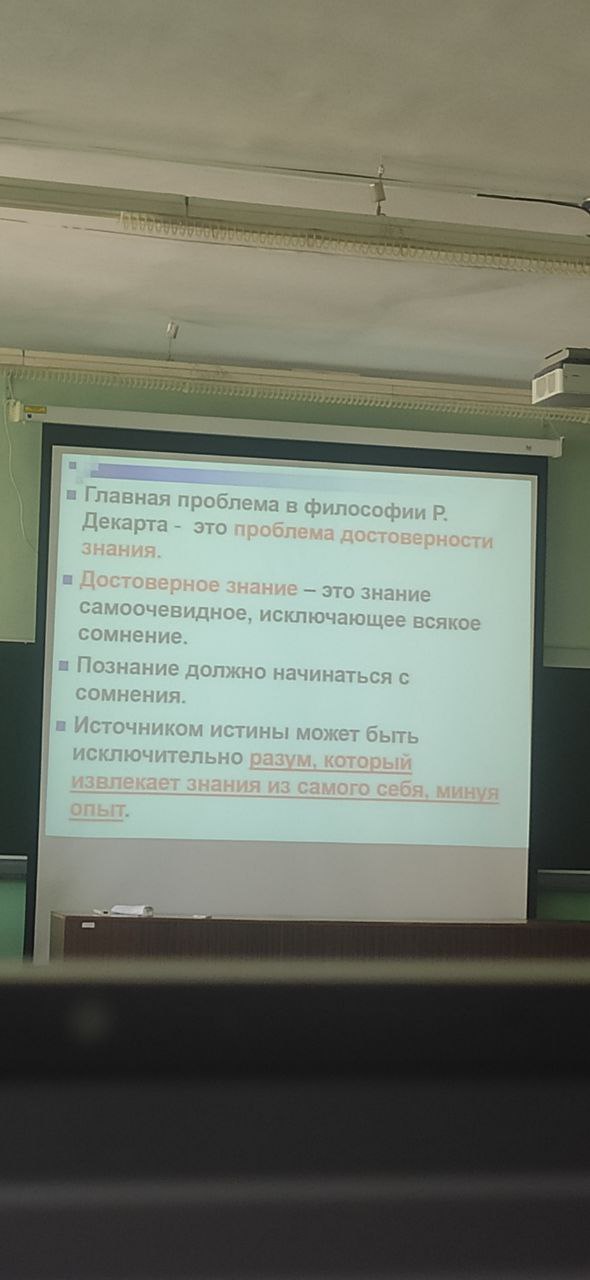 Главная проблема в философии Р.
Декарта - это проблема достоверности
знания.
Достоверное знание – это знание
самоочевидное, исключающее всякое
сомнение.
Познание должно начинаться с
сомнения.
Источником истины может быть
исключительно разум, который
извлекает знания из самого себя, минуя
опыт.